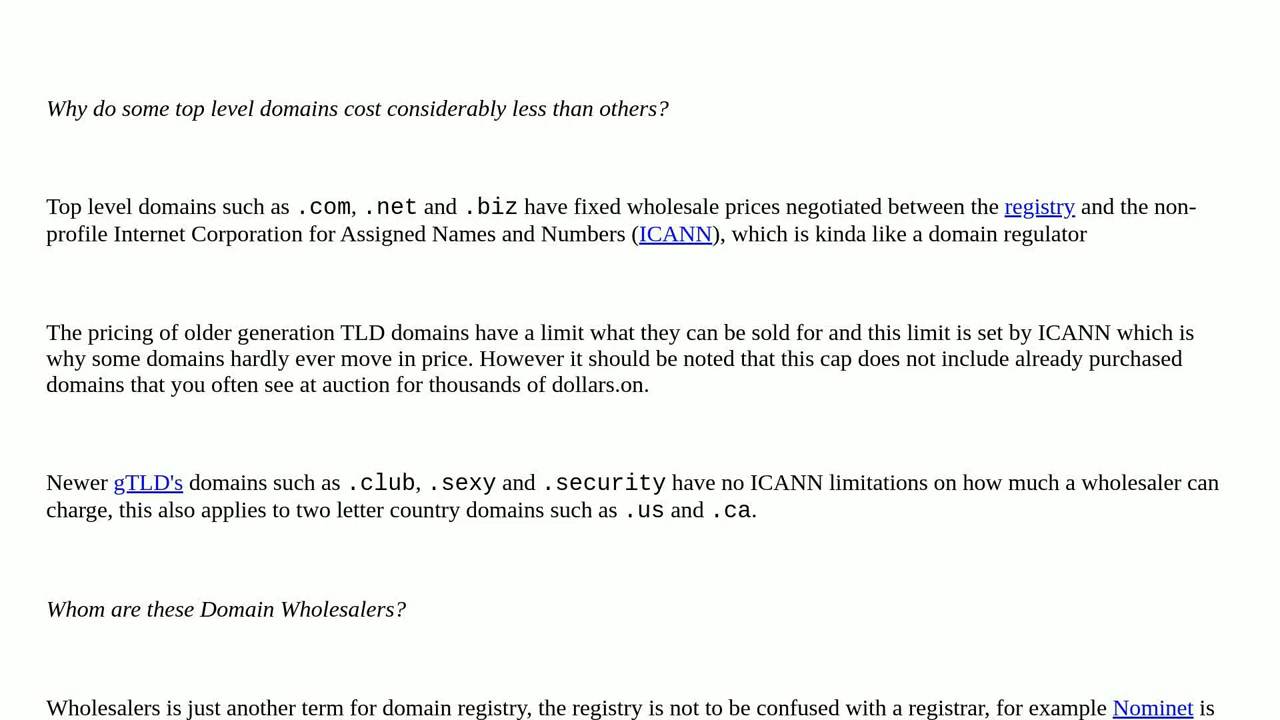 Why do some top level domains cost considerably less than others?
Top level domains such as .com, .net and .biz have fixed wholesale prices negotiated between the registry and the non-
profile Internet Corporation for Assigned Names and Numbers (ICANN), which is kinda like a domain regulator
The pricing of older generation TLD domains have a limit what they can be sold for and this limit is set by ICANN which is
why some domains hardly ever move in price. However it should be noted that this cap does not include already purchased
domains that you often see at auction for thousands of dollars.on.
Newer gTLD's domains such as .club, .sexy and .security have no ICANN limitations on how much a wholesaler can
charge, this also applies to two letter country domains such as .us and .ca.
Whom are these Domain Wholesalers?
Wholesalers is just another term for domain registry, the registry is not to be confused with a registrar, for example Nominet is